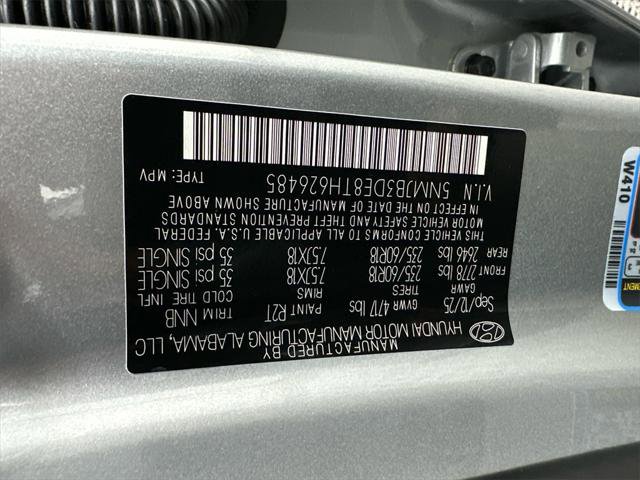 MANUFACTURED BY
HYUNDAI MOTOR MANUFACTURING ALABAMA, LLC
Sep/12/25 PAINT R2T TRIM NNB
GVWR 4717 lbs
GAWR TIRES RIMS COLD TIRE INFL
FRONT 2778 lbs 235/60R18 7.5JX18 35 psi SINGLE
REAR 2646 lbs 235/60R18 7.5JX18 35 psi SINGLE
THIS VEHICLE CONFORMS TO ALL APPLICABLE U.S.A. FEDERAL
MOTOR VEHICLE SAFETY AND THEFT PREVENTION STANDARDS
IN EFFECT ON THE DATE OF MANUFACTURE SHOWN ABOVE
V.I.N 5NMJB3DE8TH626485 TYPE: MPV
W410